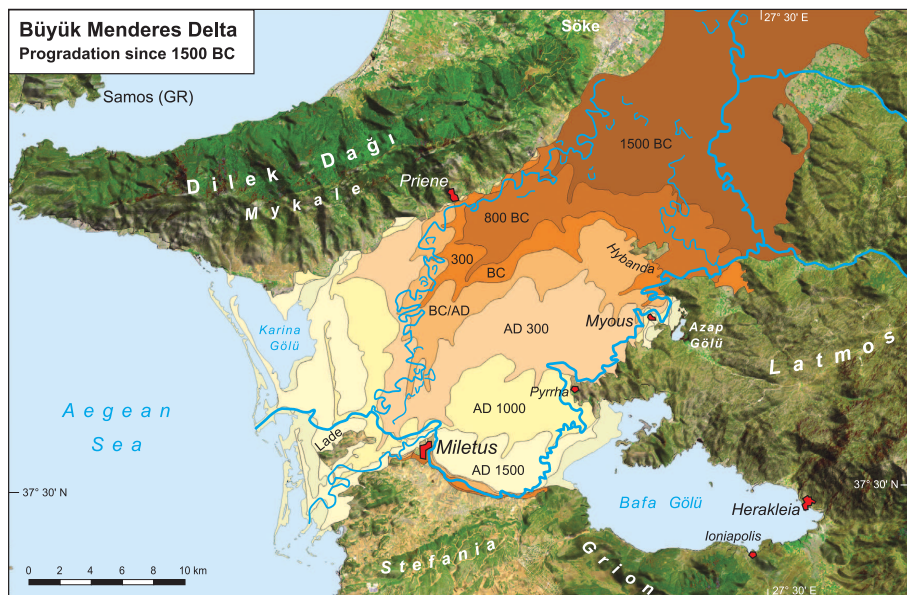 Büyük Menderes Delta
Progradation since 1500 BC
Söke
27° 30' E
Samos (GR)
1500 BC
Dilek Dağı
Priene
Mykale
800 BC
300
BC
Hybanda
BC/AD
Myous
Karina
Gölü
AD 300
Azap
Gölü
Latmos
Pyrrha
Aegean
Sea
AD 1000
Lade
Miletus
AD 1500
37° 30' N
37° 30' N
Bafa Gölü
Herakleia
Ioniapolis
Stefania
Grion
0 2 4 6 8 10 km
27° 30' E